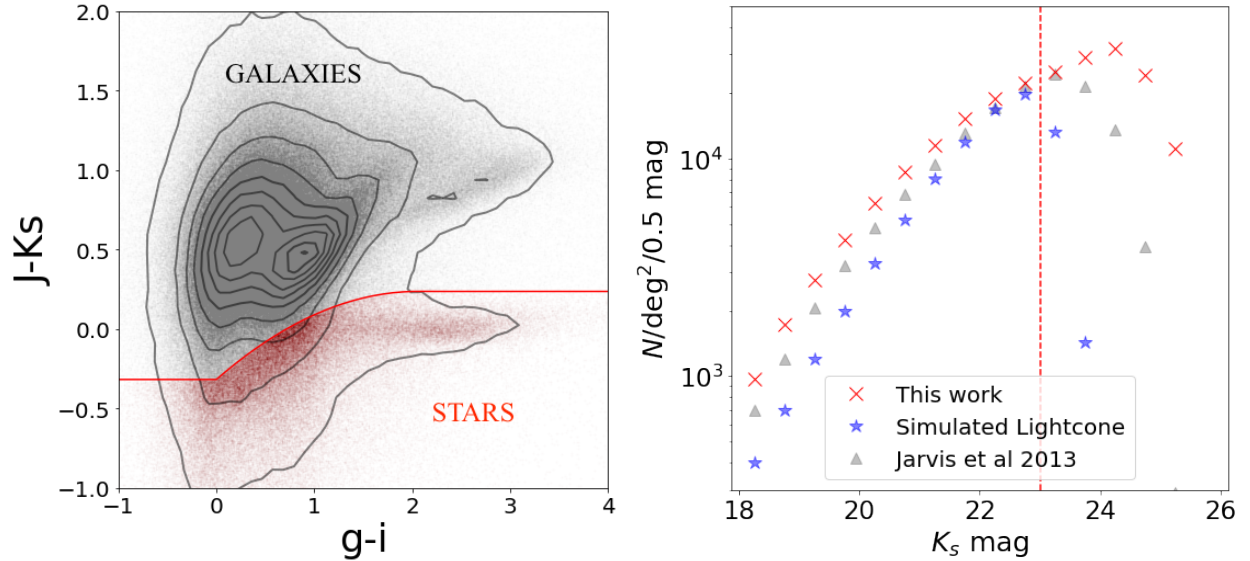 2.0
1.5
1.0
0.5
0.0
−0.5
−1.0
J-Ks
GALAXIES
STARS
−1
0
1
2
3
4
g-i
10⁴
10³
N/deg²/0.5 mag
This work
Simulated Lightcone
Jarvis et al 2013
18
20
22
24
26
Kₛ mag